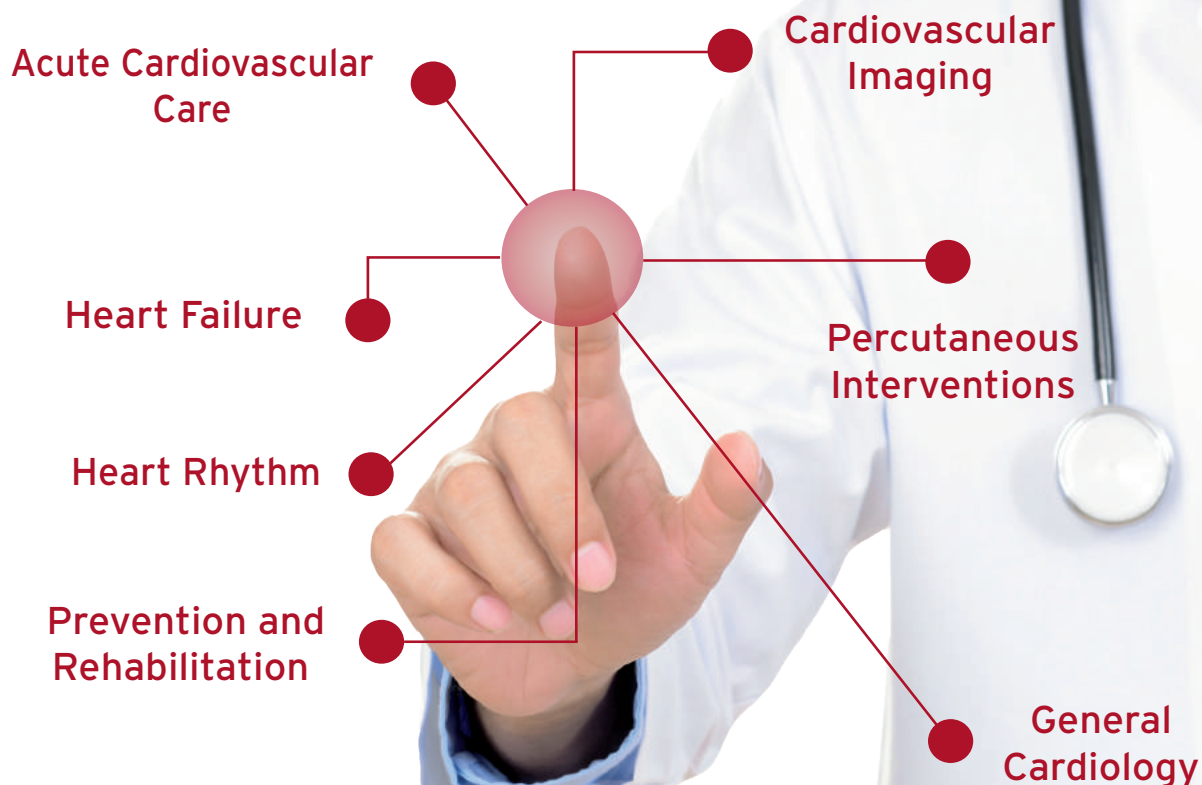 Acute Cardiovascular
Care
Cardiovascular
Imaging
Heart Failure
Percutaneous
Interventions
Heart Rhythm
Prevention and
Rehabilitation
General
Cardiology